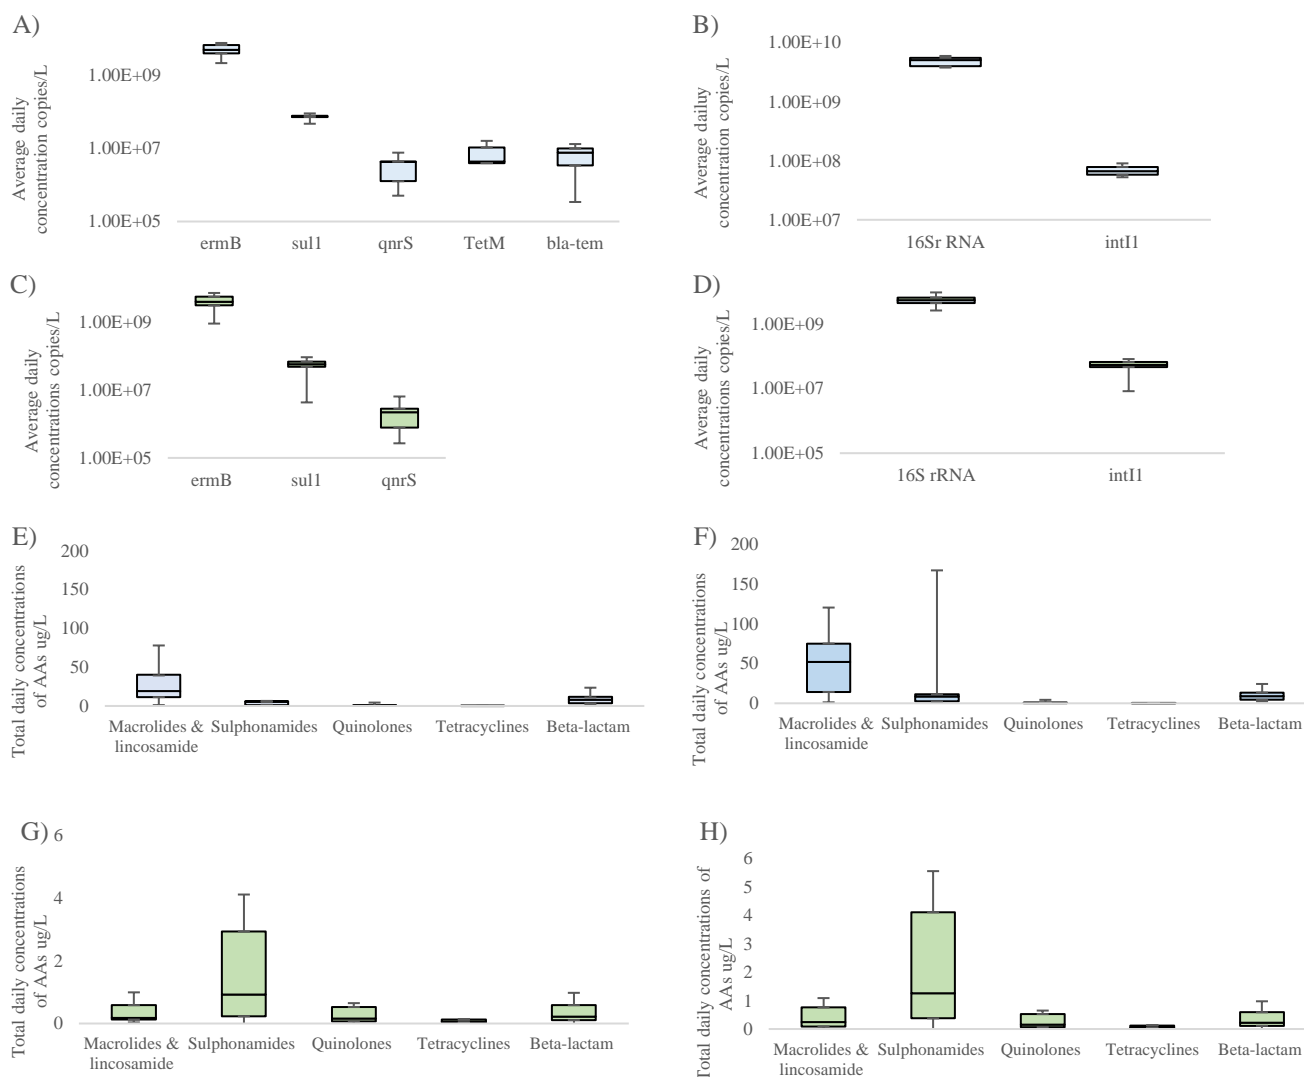 A)
Average daily
concentration copies/L
1.00E+09
1.00E+07
1.00E+05
ermB sul1 qnrS TetM bla-tem
B)
Average dailuy
concentration copies/L
1.00E+10
1.00E+09
1.00E+08
1.00E+07
16Sr RNA intI1
C)
Average daily
concentrations copies/L
1.00E+09
1.00E+07
1.00E+05
ermB sul1 qnrS
D)
Average daily
concentrations copies/L
1.00E+09
1.00E+07
1.00E+05
16S rRNA intI1
E)
Total daily concentrations
of AAs ug/L
200
150
100
50
0
Macrolides & Sulphonamides Quinolones Tetracyclines Beta-lactam
lincosamide
F)
Total daily concentrations
of AAs ug/L
200
150
100
50
0
Macrolides & Sulphonamides Quinolones Tetracyclines Beta-lactam
lincosamide
G)
Total daily concentrations
of AAs ug/L
6
4
2
0
Macrolides & Sulphonamides Quinolones Tetracyclines Beta-lactam
lincosamide
H)
Total daily concentrations of
AAs ug/L
6
5
4
3
2
1
0
Macrolides & Sulphonamides Quinolones Tetracyclines Beta-lactam
lincosamide